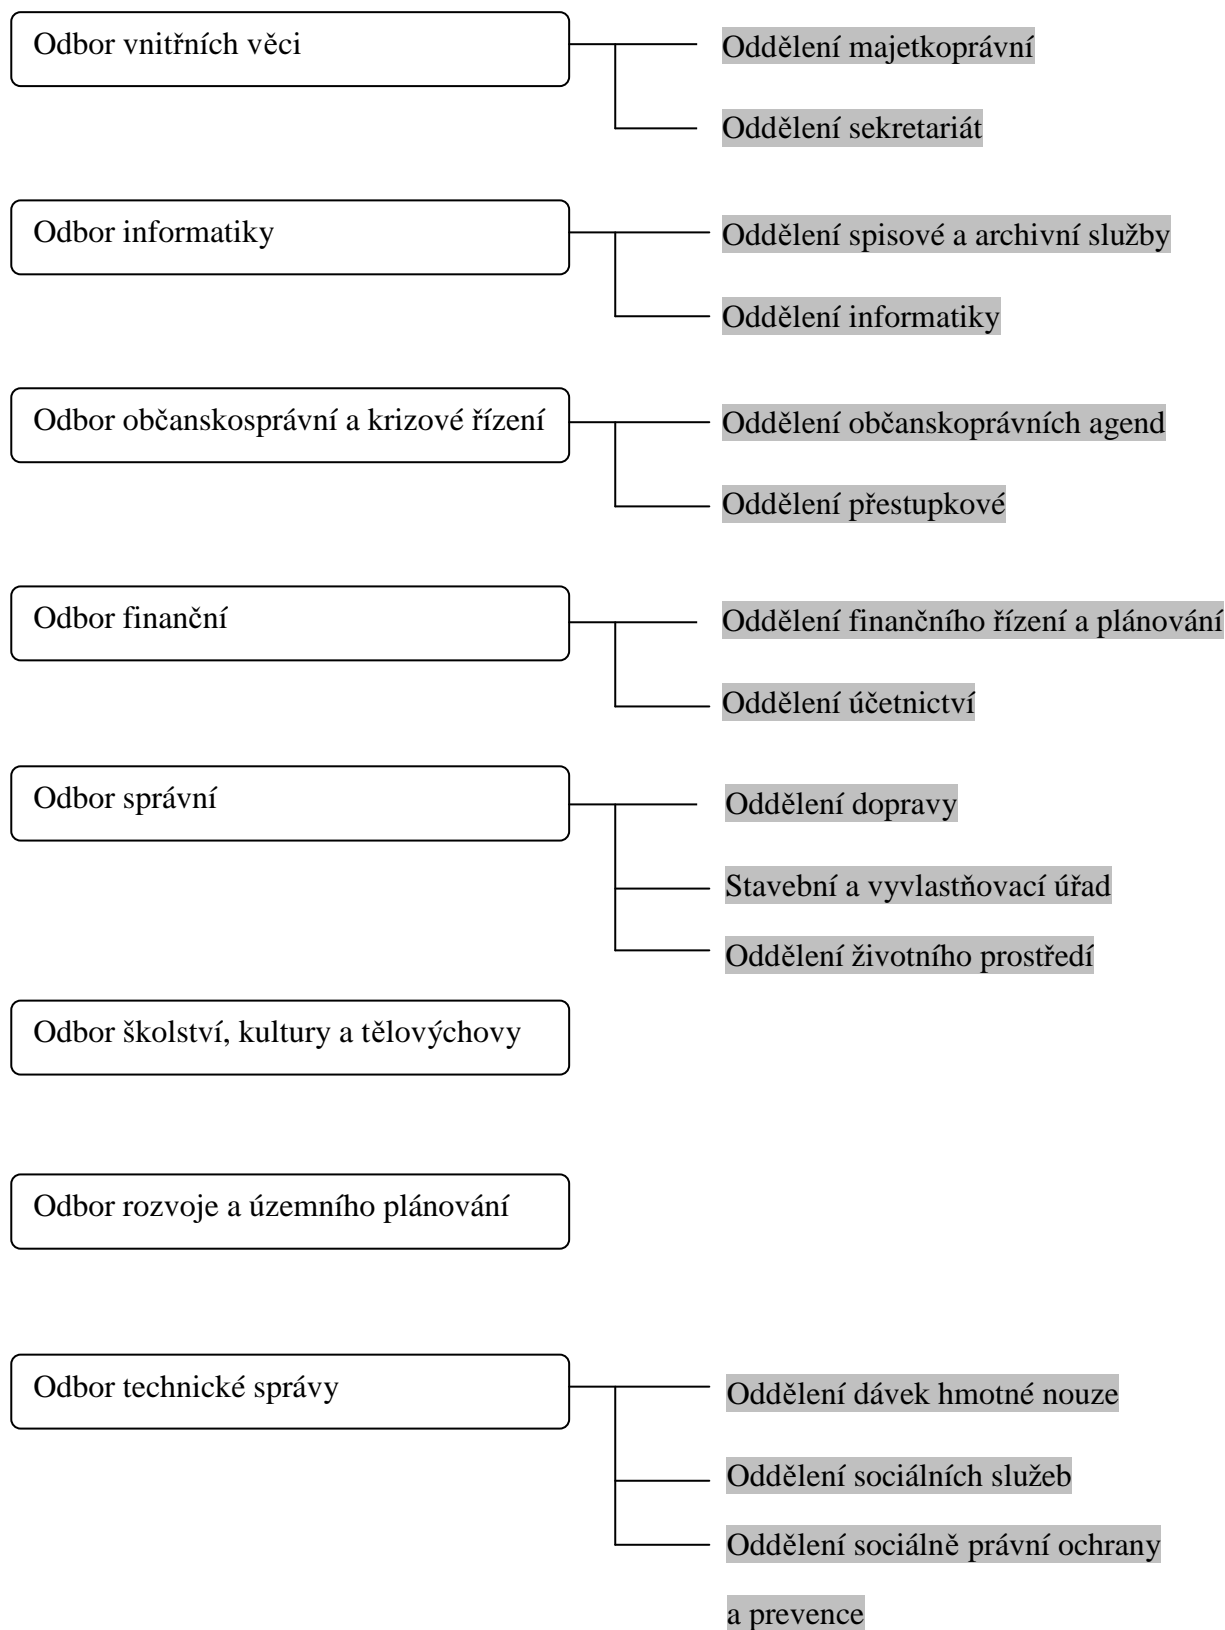 Odbor vnitřních věci
Oddělení majetkoprávní
Oddělení sekretariát
Odbor informatiky
Oddělení spisové a archivní služby
Oddělení informatiky
Odbor občanskosprávní a krizové řízení
Oddělení občanskoprávních agend
Oddělení přestupkové
Odbor finanční
Oddělení finančního řízení a plánování
Oddělení účetnictví
Odbor správní
Oddělení dopravy
Stavební a vyvlastňovací úřad
Oddělení životního prostředí
Odbor školství, kultury a tělovýchovy
Odbor rozvoje a územního plánování
Odbor technické správy
Oddělení dávek hmotné nouze
Oddělení sociálních služeb
Oddělení sociálně právní ochrany
a prevence